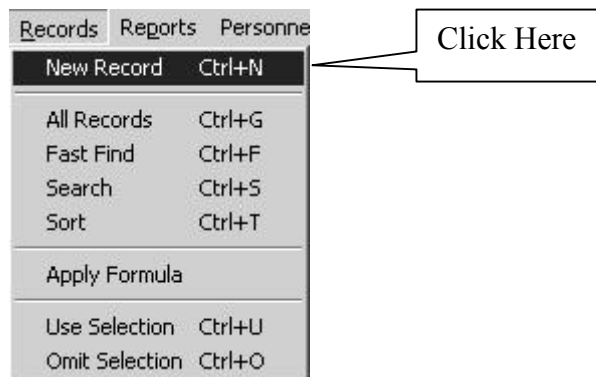 Records Reports Personne
New Record Ctrl+N
Click Here
All Records Ctrl+G
Fast Find Ctrl+F
Search Ctrl+S
Sort Ctrl+T
Apply Formula
Use Selection Ctrl+U
Omit Selection Ctrl+O